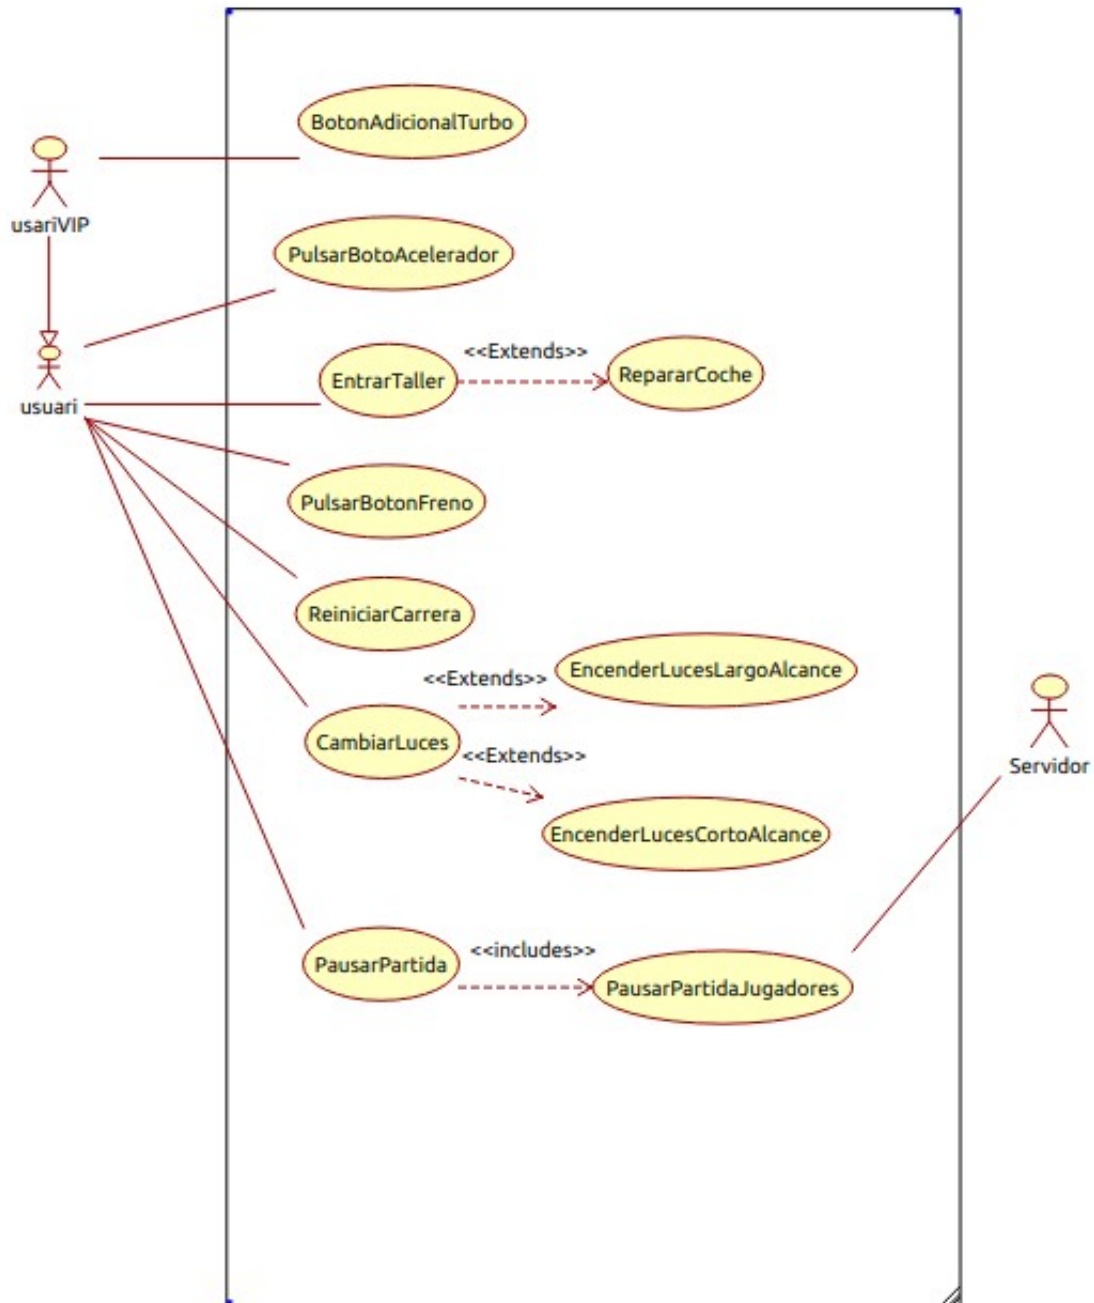 BotonAdicionalTurbo
usariVIP
PulsarBotoAcelerador
<<Extends>>
EntrarTaller
RepararCoche
usuari
PulsarBotonFreno
ReiniciarCarrera
EncenderLucesLargoAlcance
<<Extends>>
CambiarLuces
<<Extends>>
Servidor
EncenderLucesCortoAlcance
<<includes>>
PausarPartida
PausarPartidaJugadores